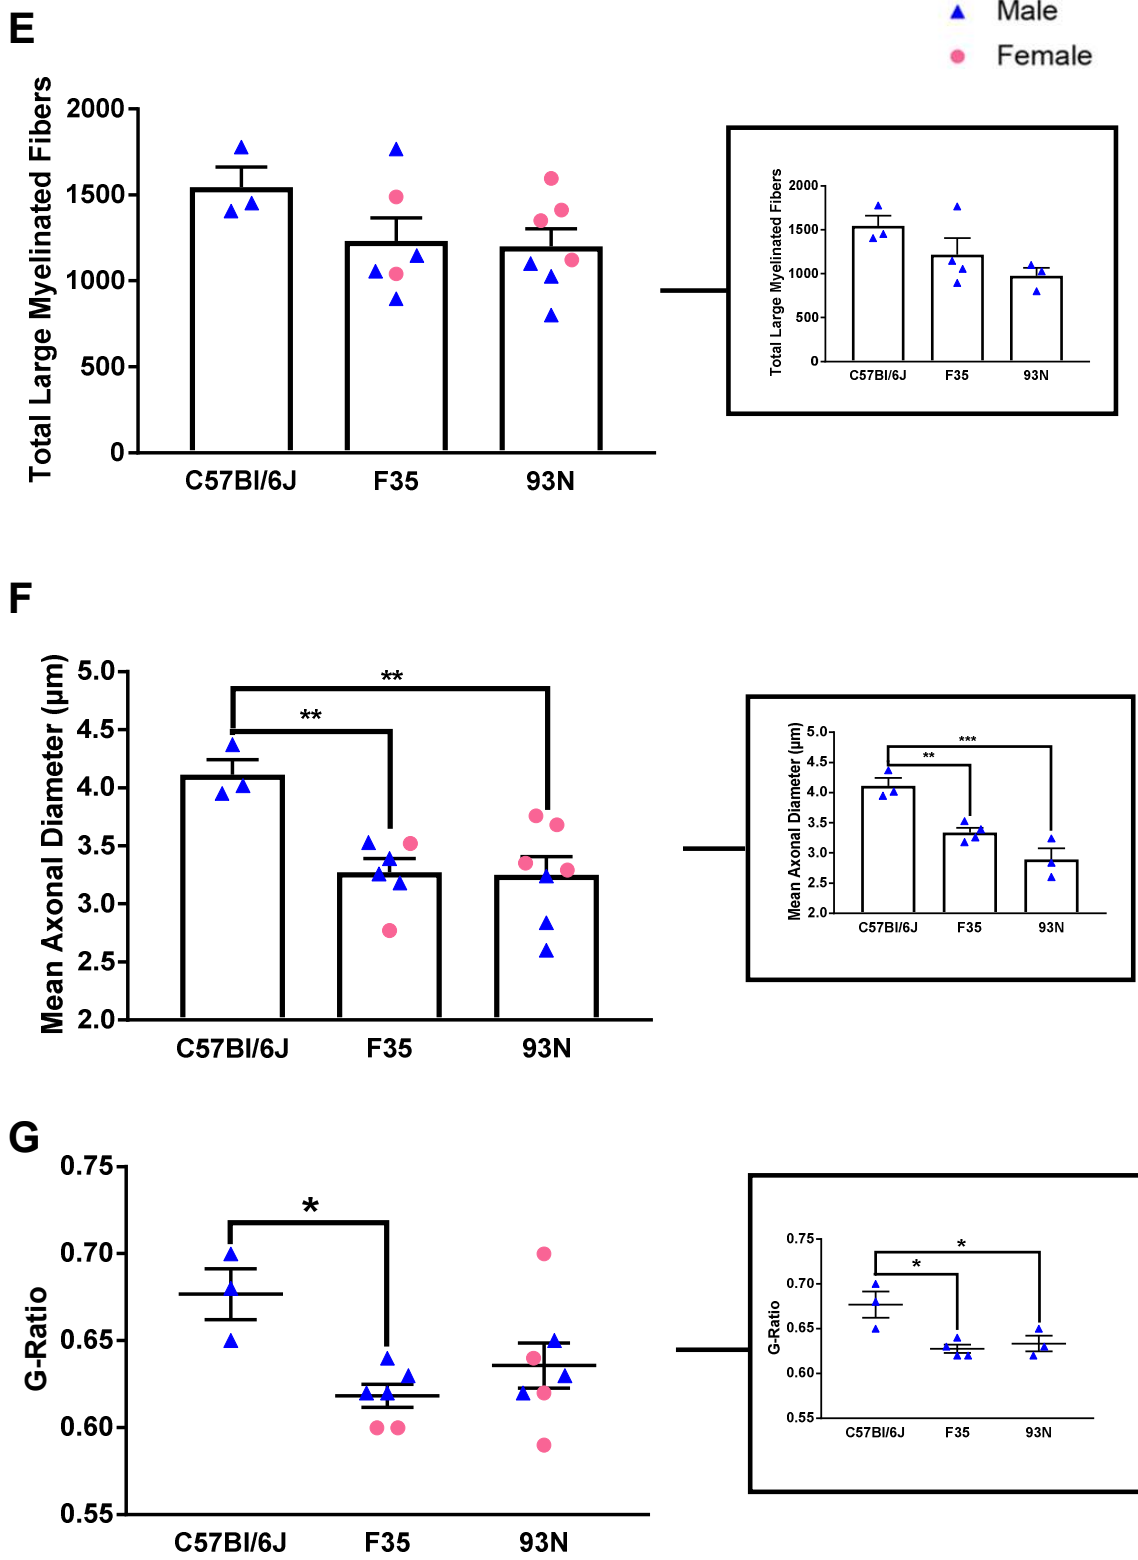 E
Male
Female
Total Large Myelinated Fibers
2000
1500
1000
500
0
C57Bl/6J F35 93N
Total Large Myelinated Fibers
2000
1500
1000
500
0
C57Bl/6J F35 93N
F
Mean Axonal Diameter (µm)
5.0
4.5
4.0
3.5
3.0
2.5
2.0
**
**
C57Bl/6J F35 93N
Mean Axonal Diameter (µm)
5.0
4.5
4.0
3.5
3.0
2.5
2.0
***
**
C57Bl/6J F35 93N
G
G-Ratio
0.75
0.70
0.65
0.60
0.55
*
C57Bl/6J F35 93N
G-Ratio
0.75
0.70
0.65
0.60
0.55
*
*
C57Bl/6J F35 93N